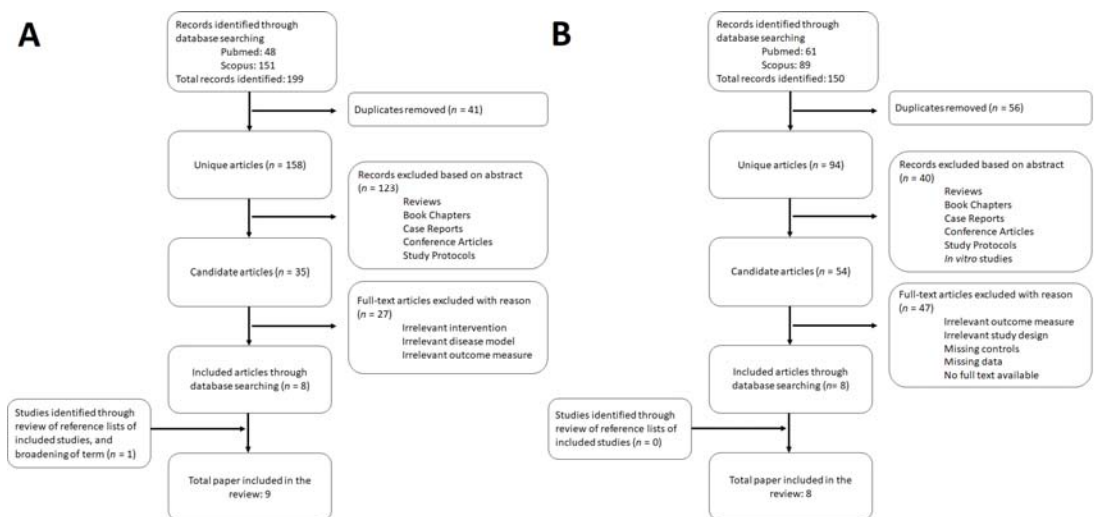 A
Records identified through
database searching
Pubmed: 48
Scopus: 151
Total records identified: 199
Duplicates removed (n = 41)
Unique articles (n = 158)
Records excluded based on abstract
(n = 123)
Reviews
Book Chapters
Case Reports
Conference Articles
Study Protocols
Candidate articles (n = 35)
Full-text articles excluded with reason
(n = 27)
Irrelevant intervention
Irrelevant disease model
Irrelevant outcome measure
Included articles through
database searching (n = 8)
Studies identified through
review of reference lists of
included studies, and
broadening of term (n = 1)
Total paper included in the
review: 9
B
Records identified through
database searching
Pubmed: 61
Scopus: 89
Total records identified: 150
Duplicates removed (n = 56)
Unique articles (n = 94)
Records excluded based on abstract
(n = 40)
Reviews
Book Chapters
Case Reports
Conference Articles
Study Protocols
In vitro studies
Candidate articles (n = 54)
Full-text articles excluded with reason
(n = 47)
Irrelevant outcome measure
Irrelevant study design
Missing controls
Missing data
No full text available
Included articles through
database searching (n= 8)
Studies identified through
review of reference lists of
included studies (n = 0)
Total paper included in the
review: 8